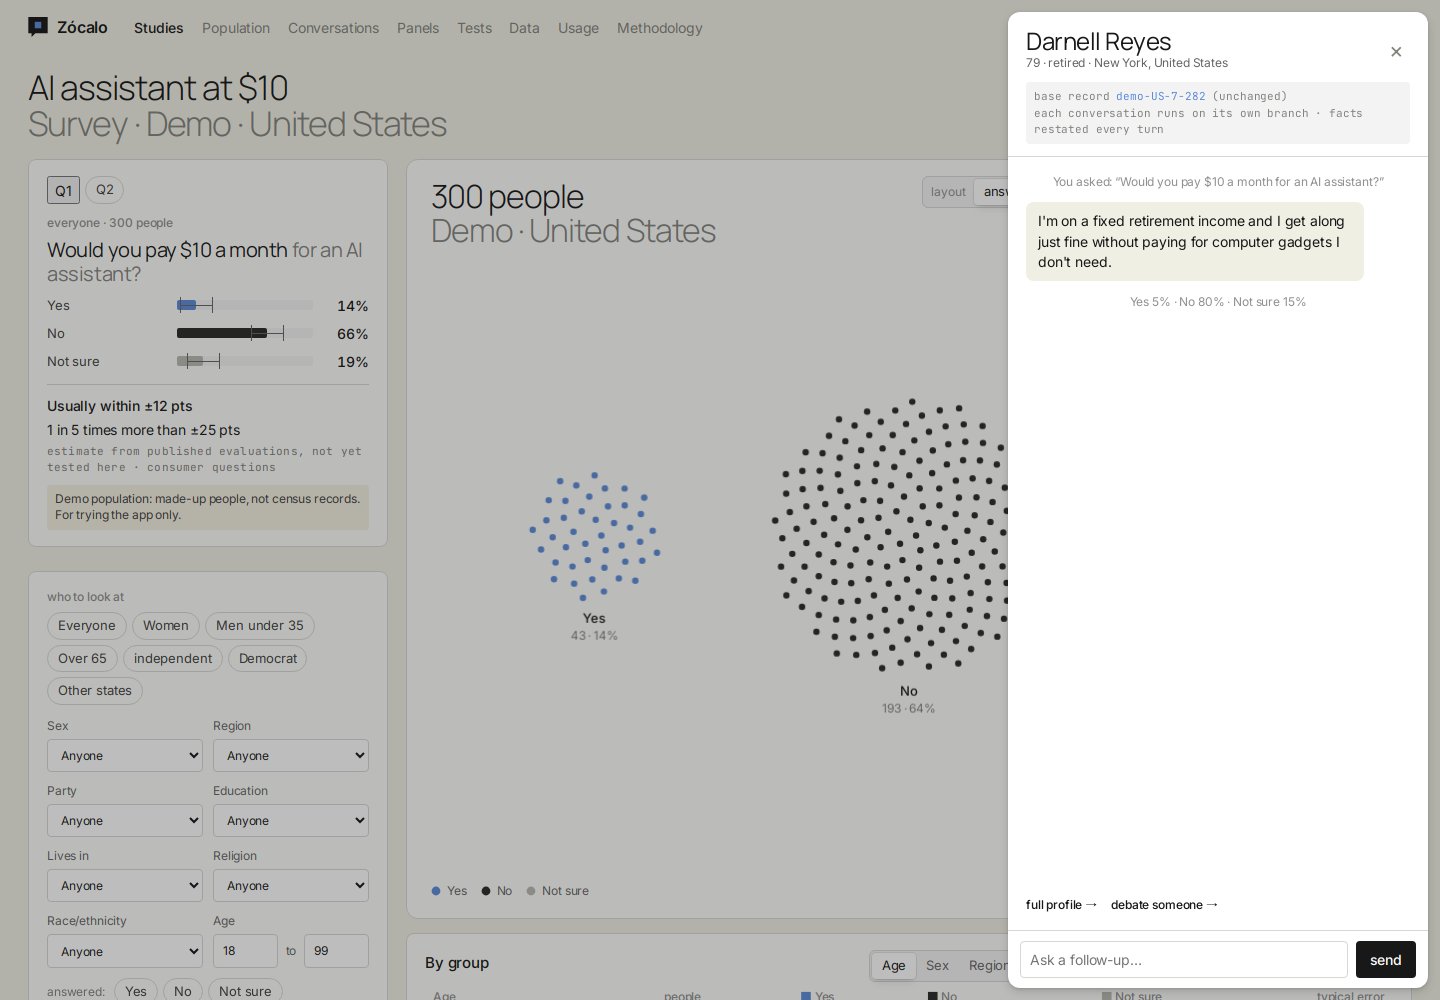 Zócalo
Studies Population Conversations Panels Tests Data Usage Methodology
AI assistant at $10
Survey · Demo · United States
Q1 Q2
everyone · 300 people
Would you pay $10 a month for an AI
assistant?
Yes 14%
No 66%
Not sure 19%
Usually within ±12 pts
1 in 5 times more than ±25 pts
estimate from published evaluations, not yet
tested here · consumer questions
Demo population: made-up people, not census records.
For trying the app only.
who to look at
Everyone Women Men under 35
Over 65 independent Democrat
Other states
Sex Region
Anyone Anyone
Party Education
Anyone Anyone
Lives in Religion
Anyone Anyone
Race/ethnicity Age
Anyone 18 to 99
answered: Yes No Not sure
300 people
Demo · United States
layout
Yes
43 · 14%
No
193 · 64%
Yes No Not sure
By group
Age Sex
Age people Yes No Not sure typical error
Darnell Reyes
79 · retired · New York, United States
×
base record demo-US-7-282 (unchanged)
each conversation runs on its own branch · facts
restated every turn
You asked: “Would you pay $10 a month for an AI assistant?”
I'm on a fixed retirement income and I get along
just fine without paying for computer gadgets I
don't need.
Yes 5% · No 80% · Not sure 15%
full profile → debate someone →
Ask a follow-up... send